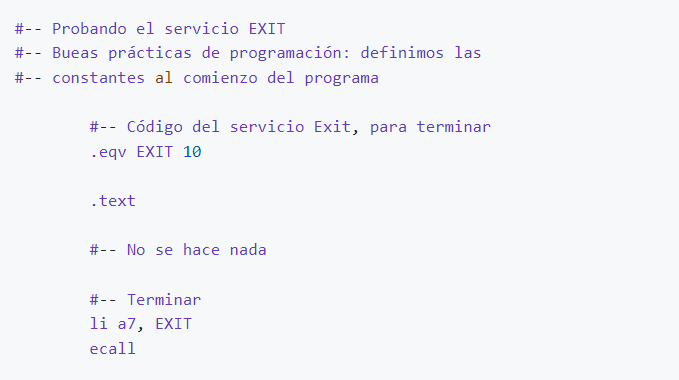 #-- Probando el servicio EXIT
#-- Bueas prácticas de programación: definimos las
#-- constantes al comienzo del programa
#-- Código del servicio Exit, para terminar
.eqv EXIT 10
.text
#-- No se hace nada
#-- Terminar
li a7, EXIT
ecall